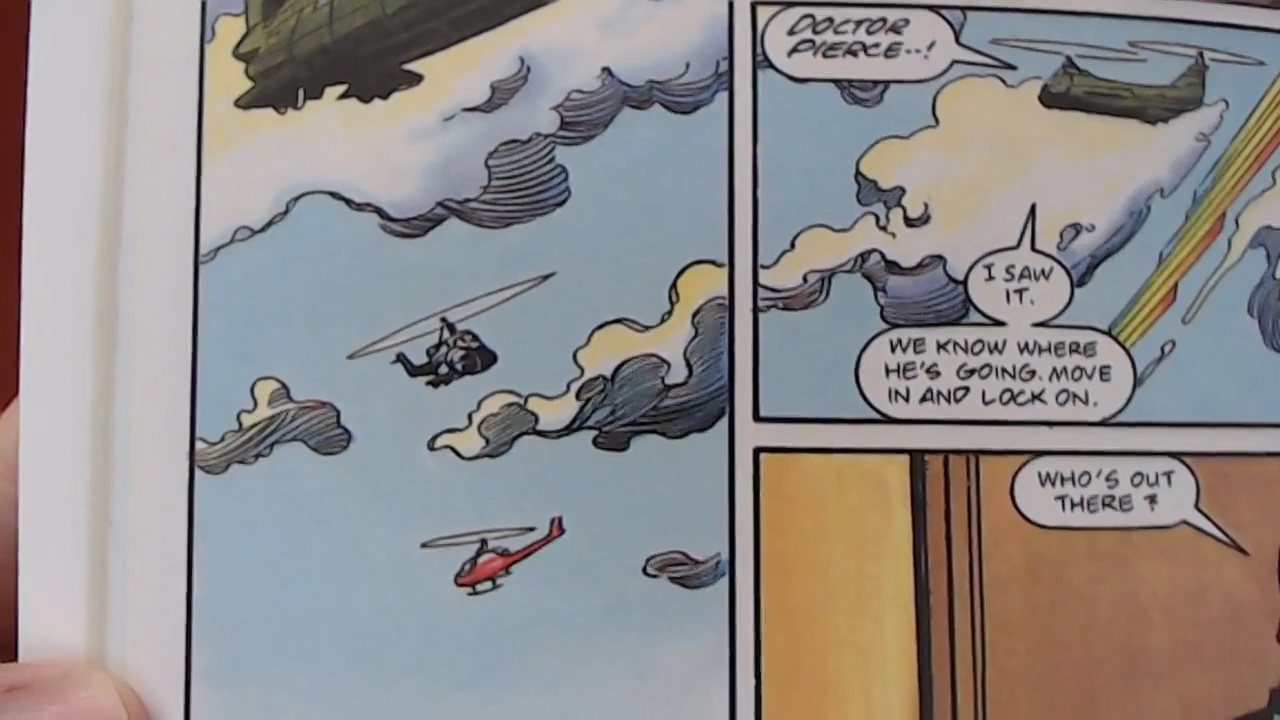 DOCTOR
PIERCE--!
I SAW
IT.
WE KNOW WHERE
HE'S GOING. MOVE
IN AND LOCK ON.
WHO'S OUT
THERE?